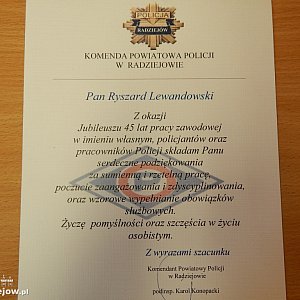 POLICJA
RADZIEJÓW
KOMENDA POWIATOWA POLICJI
W RADZIEJOWIE
Pan Ryszard Lewandowski
Z okazji
Jubileuszu 45 lat pracy zawodowej
w imieniu własnym, policjantów oraz
pracowników Policji składam Panu
serdeczne podziękowania
za sumienną i rzetelną pracę,
poczucie zaangażowania i zdyscyplinowania,
oraz wzorowe wypełnianie obowiązków
służbowych.
Życzę pomyślności oraz szczęścia w życiu
osobistym.
Z wyrazami szacunku
Komendant Powiatowy Policji
w Radziejowie
podinsp. Karol Konopacki
ejow.pl